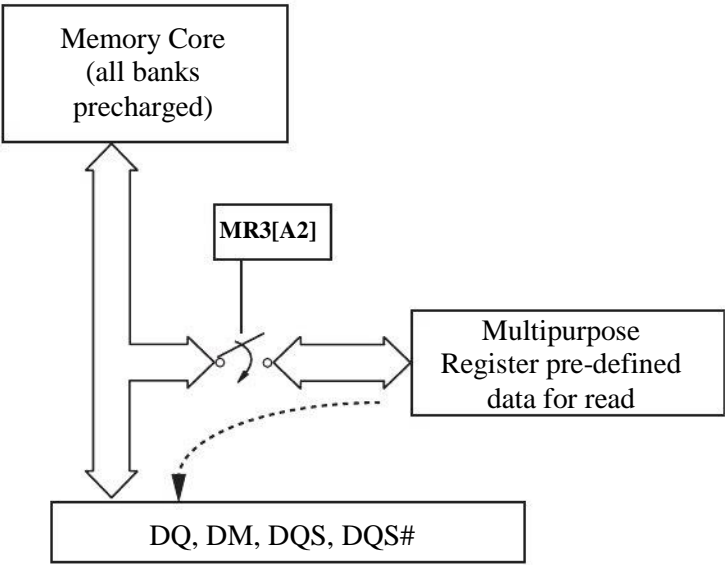 Memory Core
(all banks
precharged)
MR3[A2]
Multipurpose
Register pre-defined
data for read
DQ, DM, DQS, DQS#